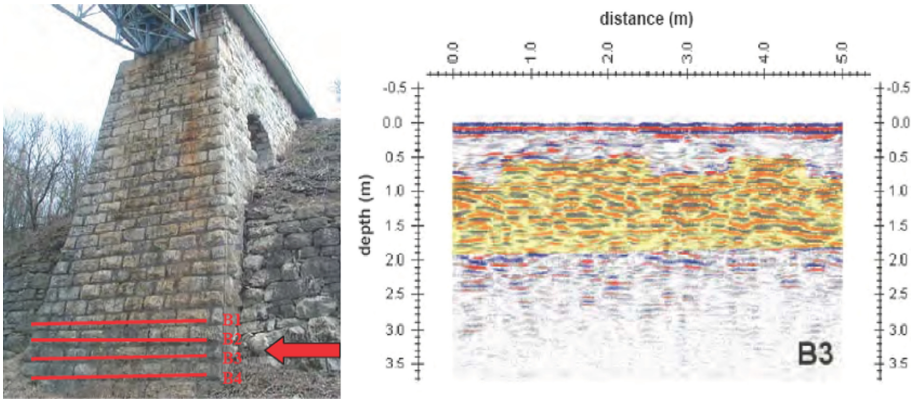 B1
B2
B3
B4
distance (m)
0.0 1.0 2.0 3.0 4.0 5.0
depth (m)
-0.5 -0.5
0.0 0.0
0.5 0.5
1.0 1.0
1.5 1.5
2.0 2.0
2.5 2.5
3.0 3.0
3.5 3.5
B3